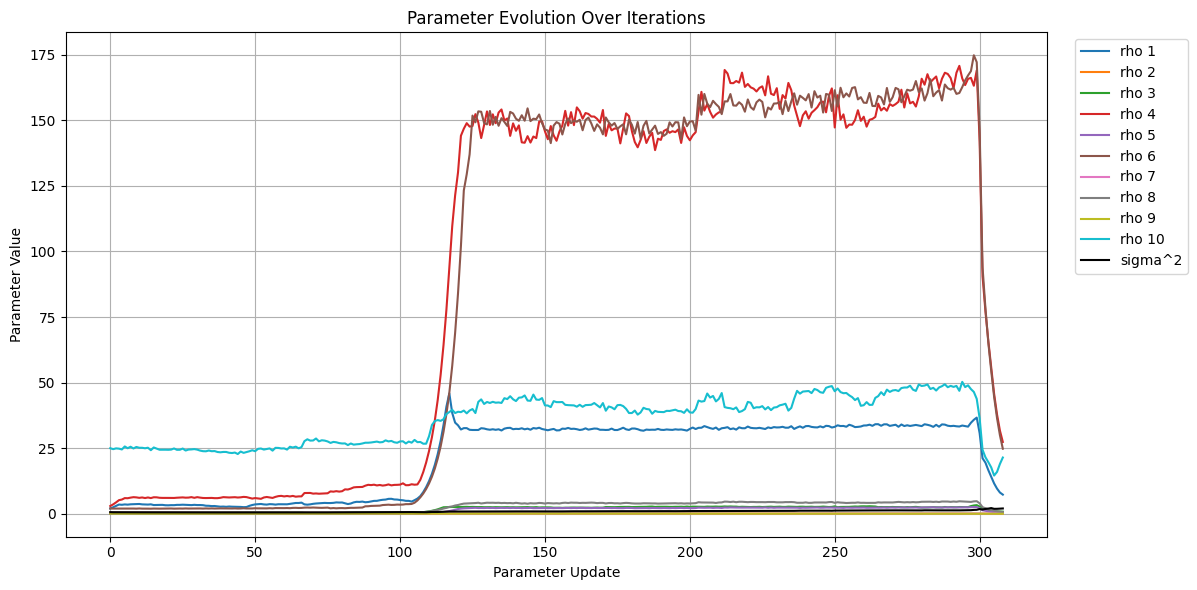 Parameter Evolution Over Iterations
175
150
125
100
75
50
25
0
Parameter Value
0 50 100 150 200 250 300
Parameter Update
rho 1
rho 2
rho 3
rho 4
rho 5
rho 6
rho 7
rho 8
rho 9
rho 10
sigma^2